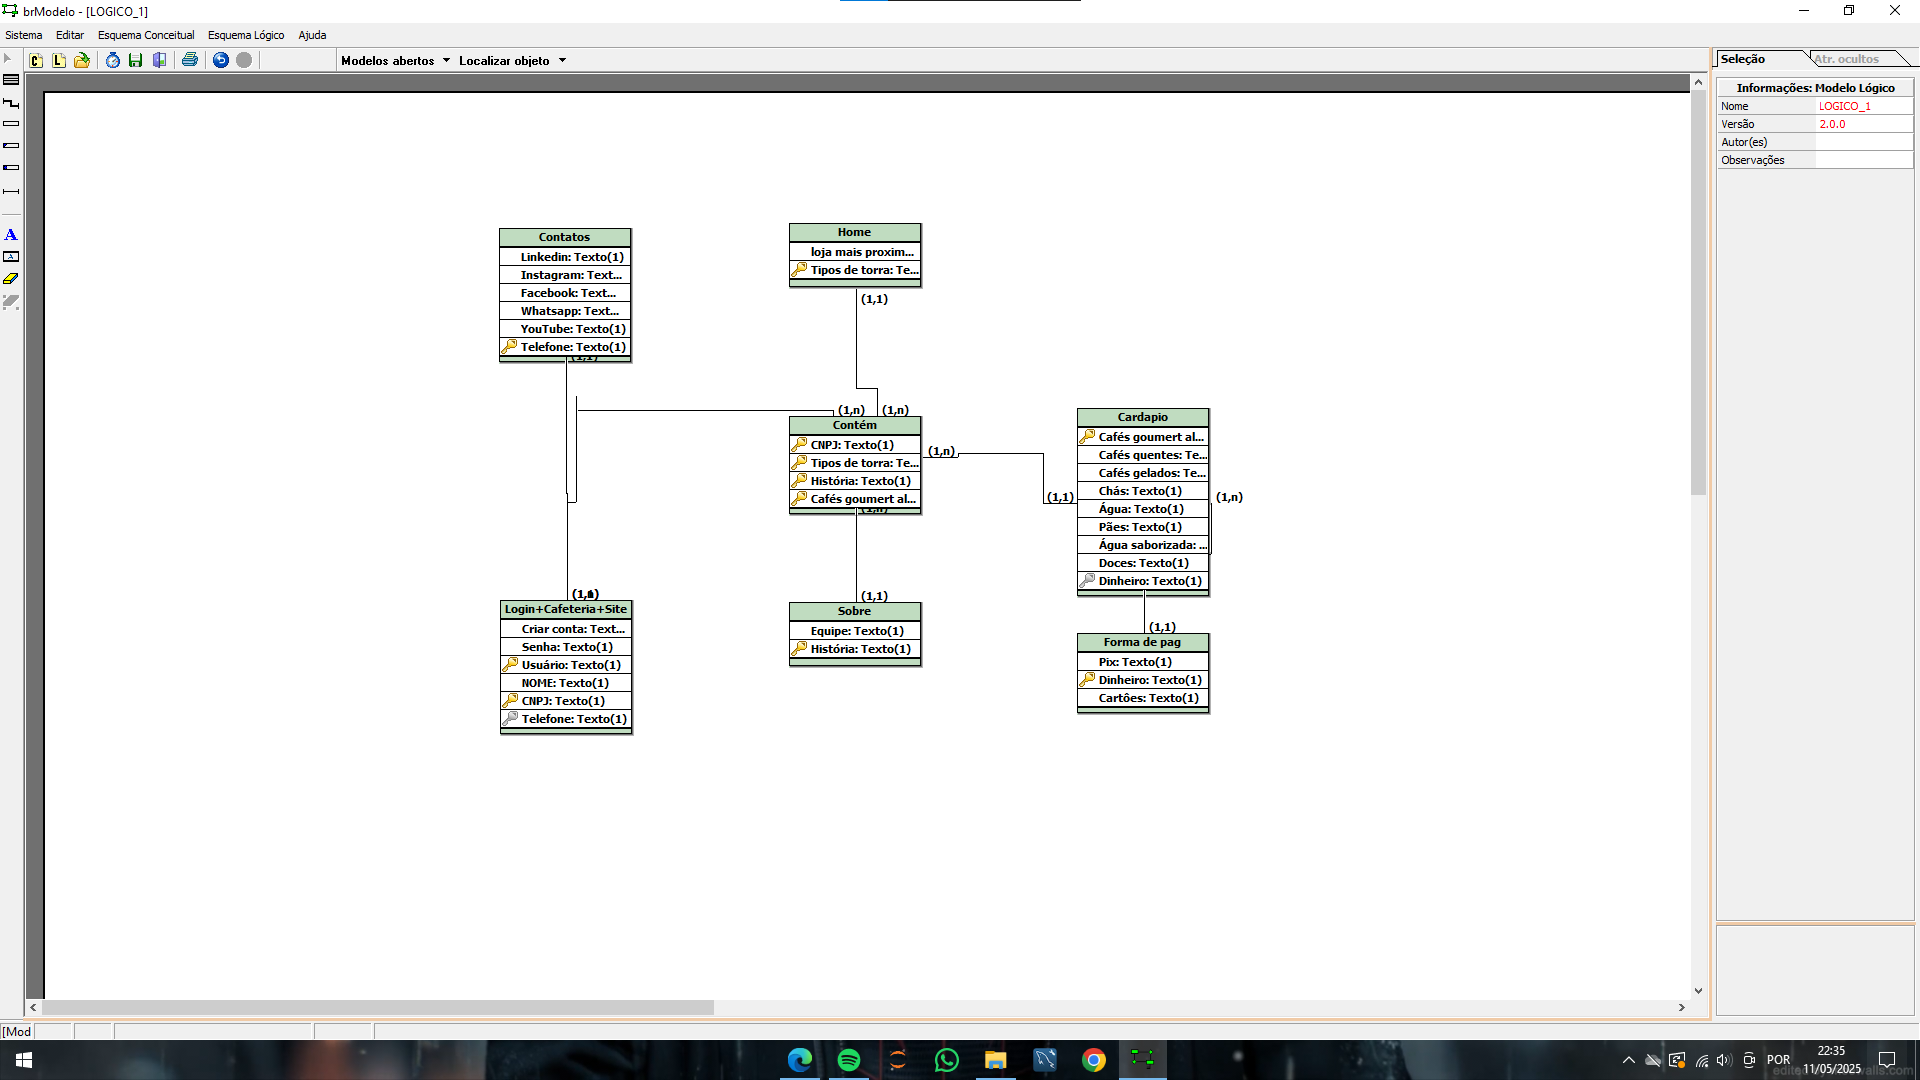 brModelo - [LOGICO_1]
Sistema Editar Esquema Conceitual Esquema Lógico Ajuda
Modelos abertos Localizar objeto
Seleção Atr. ocultos
Informações: Modelo Lógico
Nome LOGICO_1
Versão 2.0.0
Autor(es)
Observações
Contatos
Linkedin: Texto(1)
Instagram: Text...
Facebook: Text...
Whatsapp: Text...
YouTube: Texto(1)
Telefone: Texto(1)
(1,1)
Home
loja mais proxim...
Tipos de torra: Te...
(1,1)
(1,n) (1,n)
Contém
CNPJ: Texto(1)
Tipos de torra: Te...
História: Texto(1)
Cafés goumert al...
(1,n)
(1,n)
(1,1)
Cardapio
Cafés goumert al...
Cafés quentes: Te...
Cafés gelados: Te...
Chás: Texto(1)
Água: Texto(1)
Pães: Texto(1)
Água saborizada: ...
Doces: Texto(1)
Dinheiro: Texto(1)
(1,n)
Login+Cafeteria+Site
Criar conta: Text...
Senha: Texto(1)
Usuário: Texto(1)
NOME: Texto(1)
CNPJ: Texto(1)
Telefone: Texto(1)
(1,1)
Sobre
Equipe: Texto(1)
História: Texto(1)
(1,1)
Forma de pag
Pix: Texto(1)
Dinheiro: Texto(1)
Cartões: Texto(1)
[Mod
POR
22:35
11/05/2025